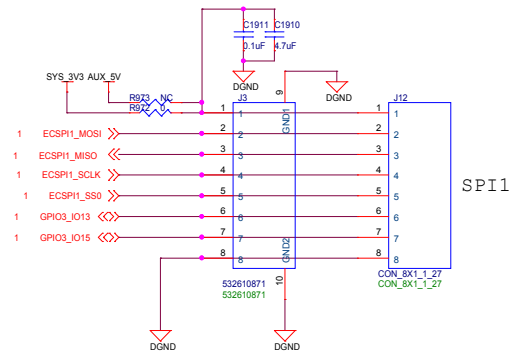 C1911 C1910
0.1uF 4.7uF
SYS_3V3 AUX_5V
DGND
R973 NC
R972 0
J3
9
DGND
J12
GND1
1 1 1 1
1 ECSPI1_MOSI 2 2 2 2
1 ECSPI1_MISO 3 3 3 3
1 ECSPI1_SCLK 4 4 4 4
SPI1
1 ECSPI1_SS0 5 5 5 5
1 GPIO3_IO13 6 6 6 6
1 GPIO3_IO15 7 7 7 7
GND2
8 8 8 8
10
532610871
532610871
CON_8X1_1_27
CON_8X1_1_27
DGND DGND